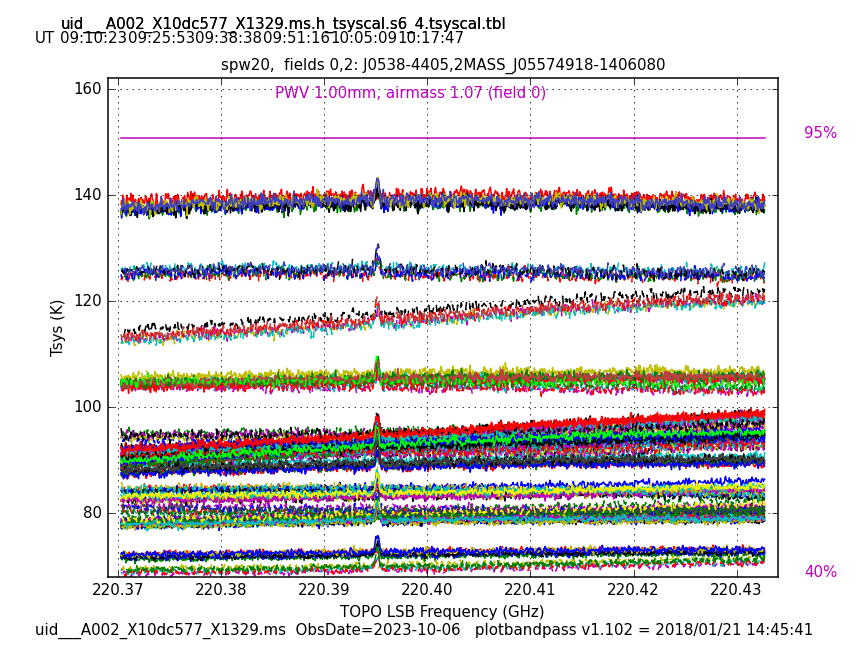 uid___A002_X10dc577_X1329.ms.h_tsyscal.s6_4.tsyscal.tbl
UT 09:10:23 09:25:53 09:38:38 09:51:16 10:05:09 10:17:47
spw20,  fields 0,2: J0538-4405,2MASS_J05574918-1406080
PWV 1.00mm, airmass 1.07 (field 0)
160
95%
140
120
Tsys (K)
100
80
40%
220.37 220.38 220.39 220.40 220.41 220.42 220.43
TOPO LSB Frequency (GHz)
uid___A002_X10dc577_X1329.ms  ObsDate=2023-10-06   plotbandpass v1.102 = 2018/01/21 14:45:41